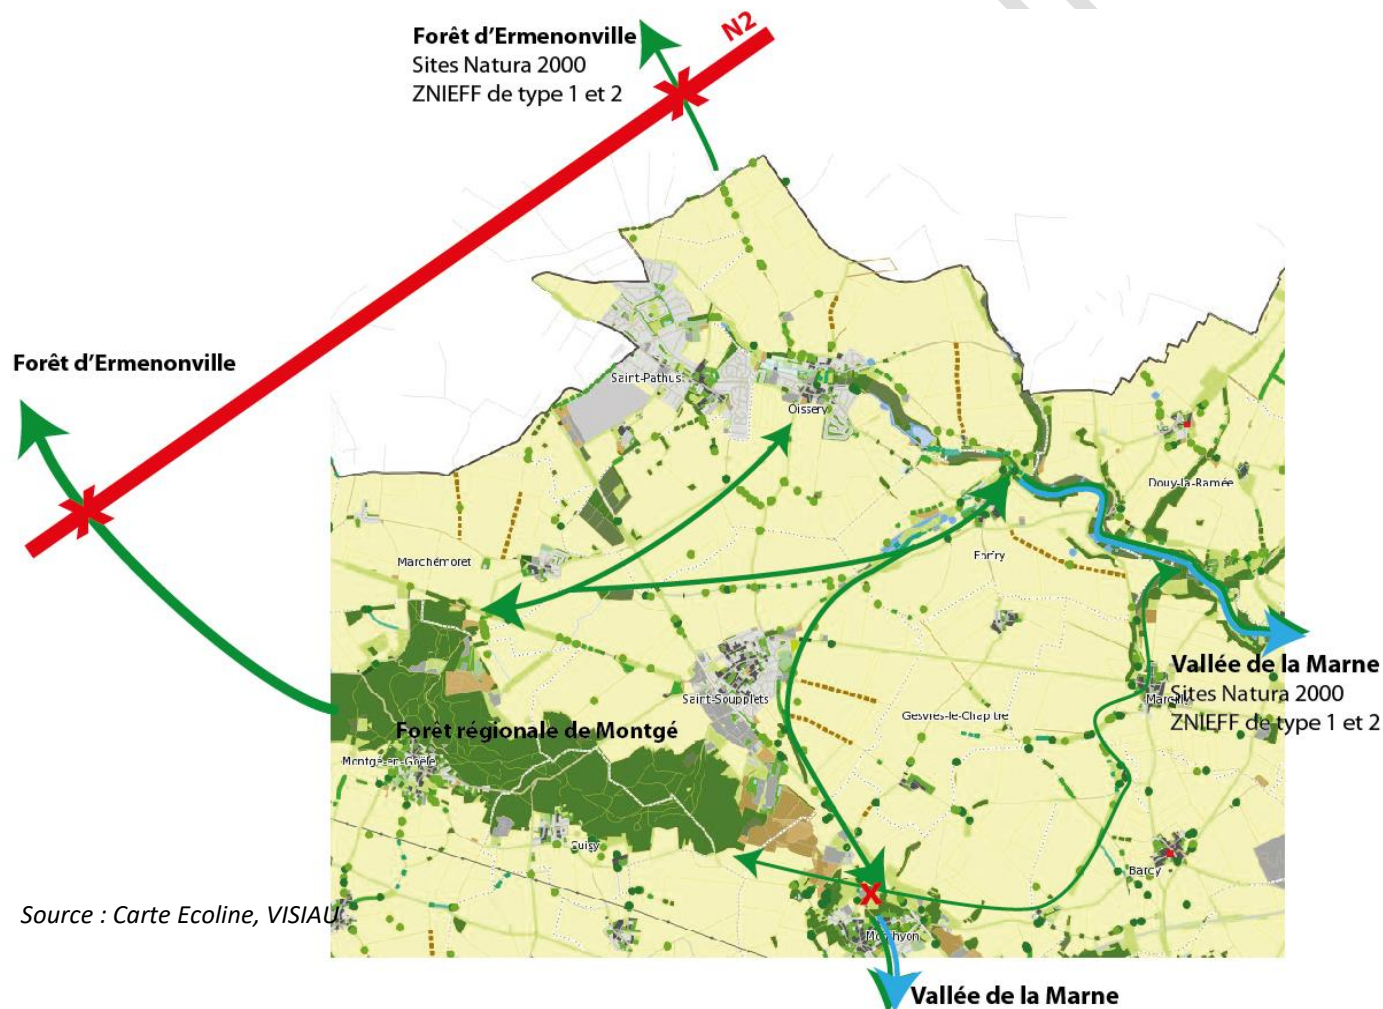 N2
Forêt d'Ermenonville
Sites Natura 2000
ZNIEFF de type 1 et 2
Forêt d'Ermenonville
Saint-Pathus
Oissery
Douy-la-Ramée
Marchémoret
Forfry
Vallée de la Marne
Sites Natura 2000
ZNIEFF de type 1 et 2
Marcilly
Saint-Soupplets
Gesvres-le-Chapitre
Forêt régionale de Montgé
Montgé-en-Goële
Cuisy
Barcy
Source : Carte Ecoline, VISIAU
Monthyon
Vallée de la Marne